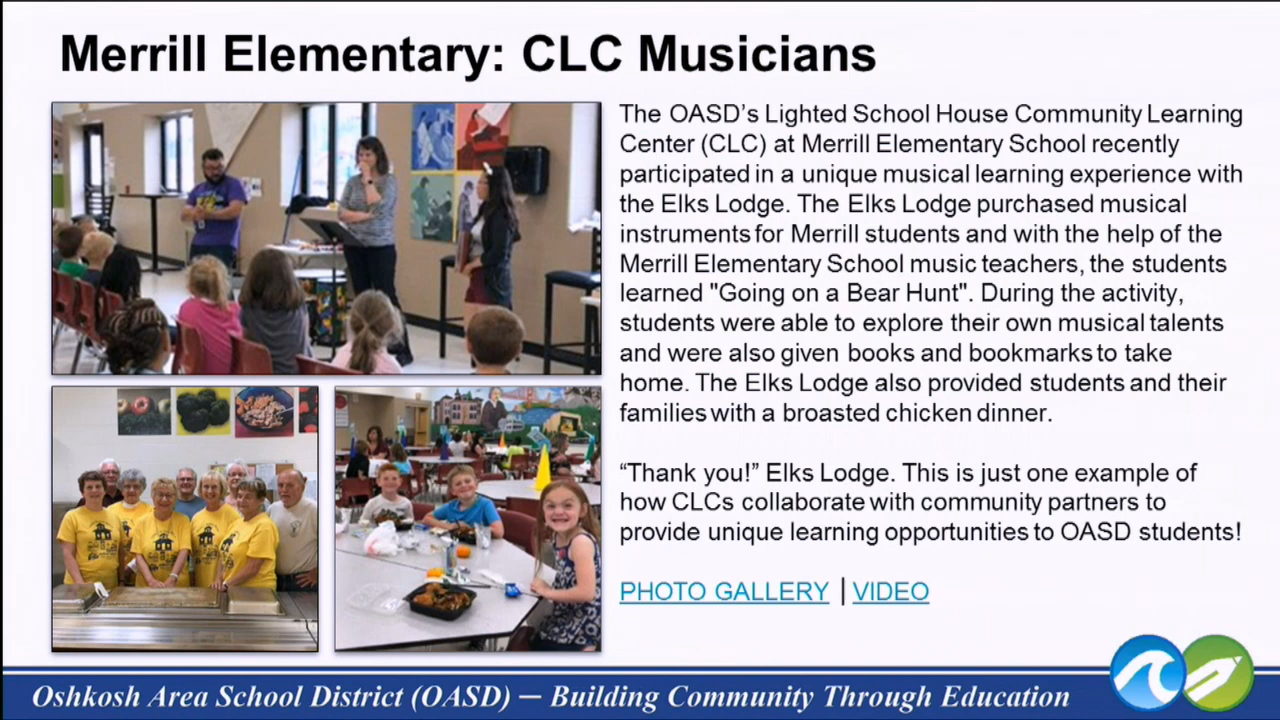 Merrill Elementary: CLC Musicians
The OASD's Lighted School House Community Learning
Center (CLC) at Merrill Elementary School recently
participated in a unique musical learning experience with
the Elks Lodge. The Elks Lodge purchased musical
instruments for Merrill students and with the help of the
Merrill Elementary School music teachers, the students
learned "Going on a Bear Hunt". During the activity,
students were able to explore their own musical talents
and were also given books and bookmarks to take
home. The Elks Lodge also provided students and their
families with a broasted chicken dinner.
“Thank you!” Elks Lodge. This is just one example of
how CLCs collaborate with community partners to
provide unique learning opportunities to OASD students!
PHOTO GALLERY | VIDEO
Oshkosh Area School District (OASD) — Building Community Through Education